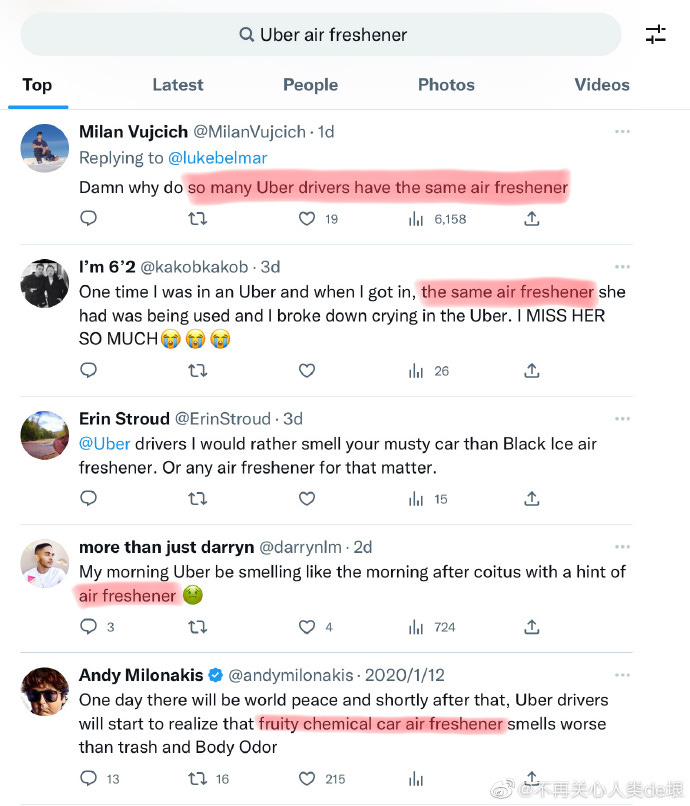 Uber air freshener
Top Latest People Photos Videos
Milan Vujcich @MilanVujcich · 1d
Replying to @lukebelmar
Damn why do so many Uber drivers have the same air freshener
19 6,158
I'm 6'2 @kakobkakob · 3d
One time I was in an Uber and when I got in, the same air freshener she
had was being used and I broke down crying in the Uber. I MISS HER
SO MUCH😭😭😭
26
Erin Stroud @ErinStroud · 3d
@Uber drivers I would rather smell your musty car than Black Ice air
freshener. Or any air freshener for that matter.
15
more than just darryn @darrynlm · 2d
My morning Uber be smelling like the morning after coitus with a hint of
air freshener 🤢
3 4 724
Andy Milonakis @andymilonakis · 2020/1/12
One day there will be world peace and shortly after that, Uber drivers
will start to realize that fruity chemical car air freshener smells worse
than trash and Body Odor
13 16 215
@不再关心人类de垠